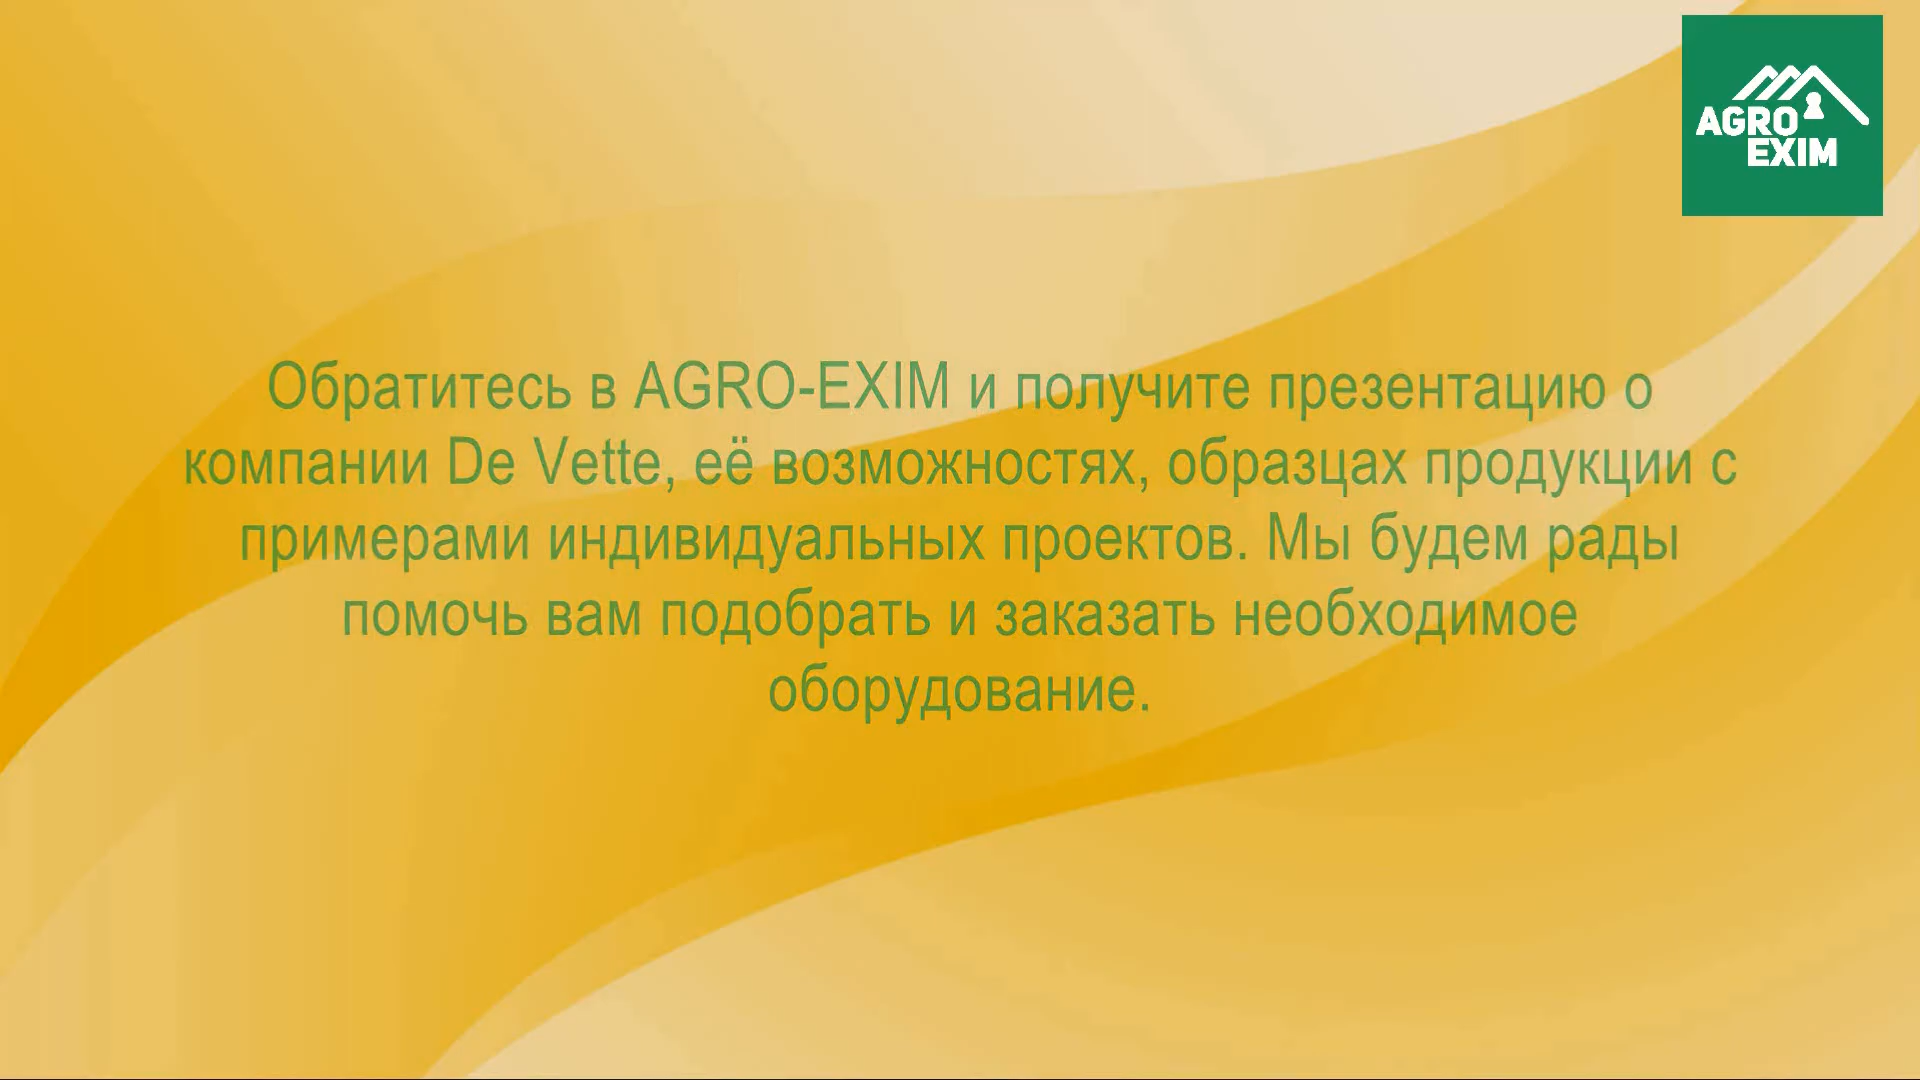 AGRO
EXIM
Обратитесь в AGRO-EXIM и получите презентацию о
компании De Vette, её возможностях, образцах продукции с
примерами индивидуальных проектов. Мы будем рады
помочь вам подобрать и заказать необходимое
оборудование.